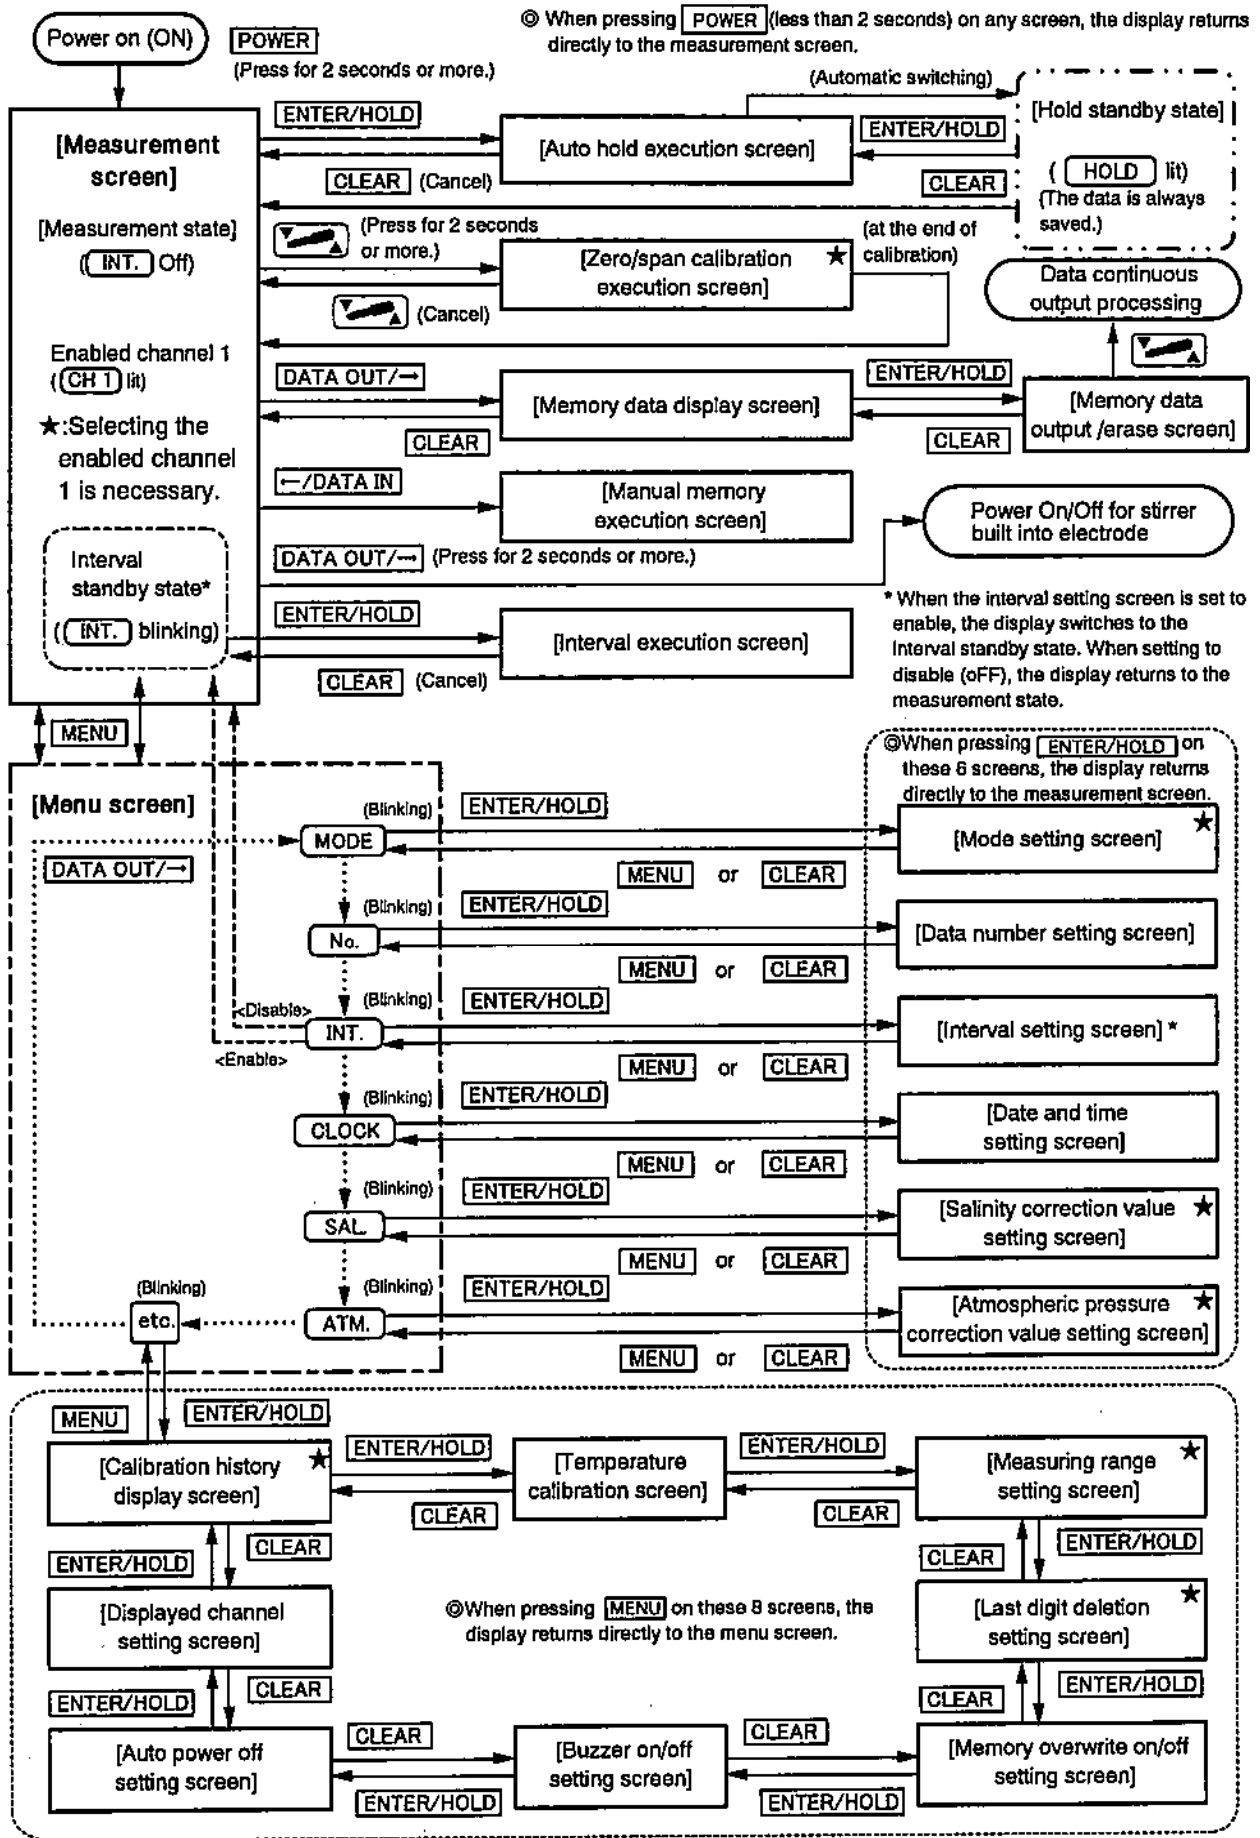 Power on (ON)
POWER
(Press for 2 seconds or more.)
◎ When pressing POWER (less than 2 seconds) on any screen, the display returns
directly to the measurement screen.
[Measurement
screen]
[Measurement state]
(INT. Off)
Enabled channel 1
(CH 1 lit)
★:Selecting the
enabled channel
1 is necessary.
Interval
standby state*
(INT. blinking)
ENTER/HOLD
[Auto hold execution screen]
CLEAR (Cancel)
(Automatic switching)
ENTER/HOLD
CLEAR
[Hold standby state]
(HOLD lit)
(The data is always
saved.)
(Press for 2 seconds
or more.)
[Zero/span calibration ★
execution screen]
(Cancel)
(at the end of
calibration)
Data continuous
output processing
DATA OUT/→
[Memory data display screen]
CLEAR
ENTER/HOLD
CLEAR
[Memory data
output /erase screen]
←/DATA IN
[Manual memory
execution screen]
DATA OUT/→ (Press for 2 seconds or more.)
Power On/Off for stirrer
built into electrode
ENTER/HOLD
[Interval execution screen]
CLEAR (Cancel)
* When the interval setting screen is set to
enable, the display switches to the
interval standby state. When setting to
disable (oFF), the display returns to the
measurement state.
MENU
[Menu screen]
DATA OUT/→
◎When pressing ENTER/HOLD on
these 6 screens, the display returns
directly to the measurement screen.
(Blinking)
MODE
ENTER/HOLD
MENU or CLEAR
[Mode setting screen] ★
(Blinking)
No.
ENTER/HOLD
MENU or CLEAR
[Data number setting screen]
<Disable>
<Enable>
(Blinking)
INT.
ENTER/HOLD
MENU or CLEAR
[Interval setting screen] *
(Blinking)
CLOCK
ENTER/HOLD
MENU or CLEAR
[Date and time
setting screen]
(Blinking)
SAL.
ENTER/HOLD
MENU or CLEAR
[Salinity correction value ★
setting screen]
(Blinking)
ATM.
ENTER/HOLD
MENU or CLEAR
[Atmospheric pressure ★
correction value setting screen]
(Blinking)
etc.
MENU
ENTER/HOLD
[Calibration history ★
display screen]
ENTER/HOLD
CLEAR
[Temperature
calibration screen]
ENTER/HOLD
CLEAR
[Measuring range ★
setting screen]
ENTER/HOLD
CLEAR
CLEAR
ENTER/HOLD
[Displayed channel
setting screen]
◎When pressing MENU on these 8 screens, the
display returns directly to the menu screen.
[Last digit deletion ★
setting screen]
ENTER/HOLD
CLEAR
CLEAR
ENTER/HOLD
[Auto power off
setting screen]
CLEAR
ENTER/HOLD
[Buzzer on/off
setting screen]
CLEAR
ENTER/HOLD
[Memory overwrite on/off
setting screen]